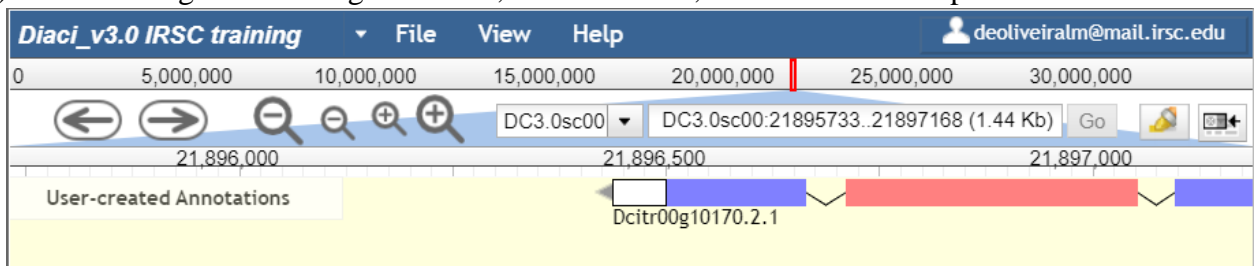 Diaci_v3.0 IRSC training File View Help deoliveiralm@mail.irsc.edu
0 5,000,000 10,000,000 15,000,000 20,000,000 25,000,000 30,000,000
DC3.0sc00 DC3.0sc00:21895733..21897168 (1.44 Kb) Go
21,896,000 21,896,500 21,897,000
User-created Annotations
Dcitr00g10170.2.1